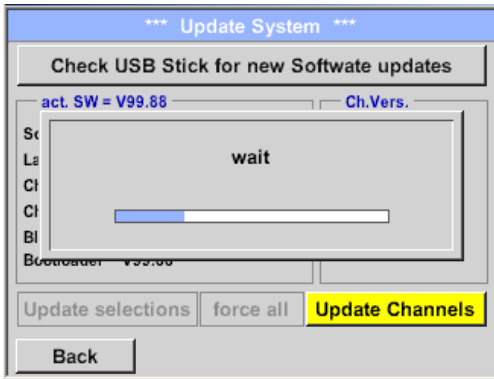 *** Update System ***
Check USB Stick for new Softwate updates
act. SW = V99.88
Ch.Vers.
wait
Update selections
force all
Update Channels
Back